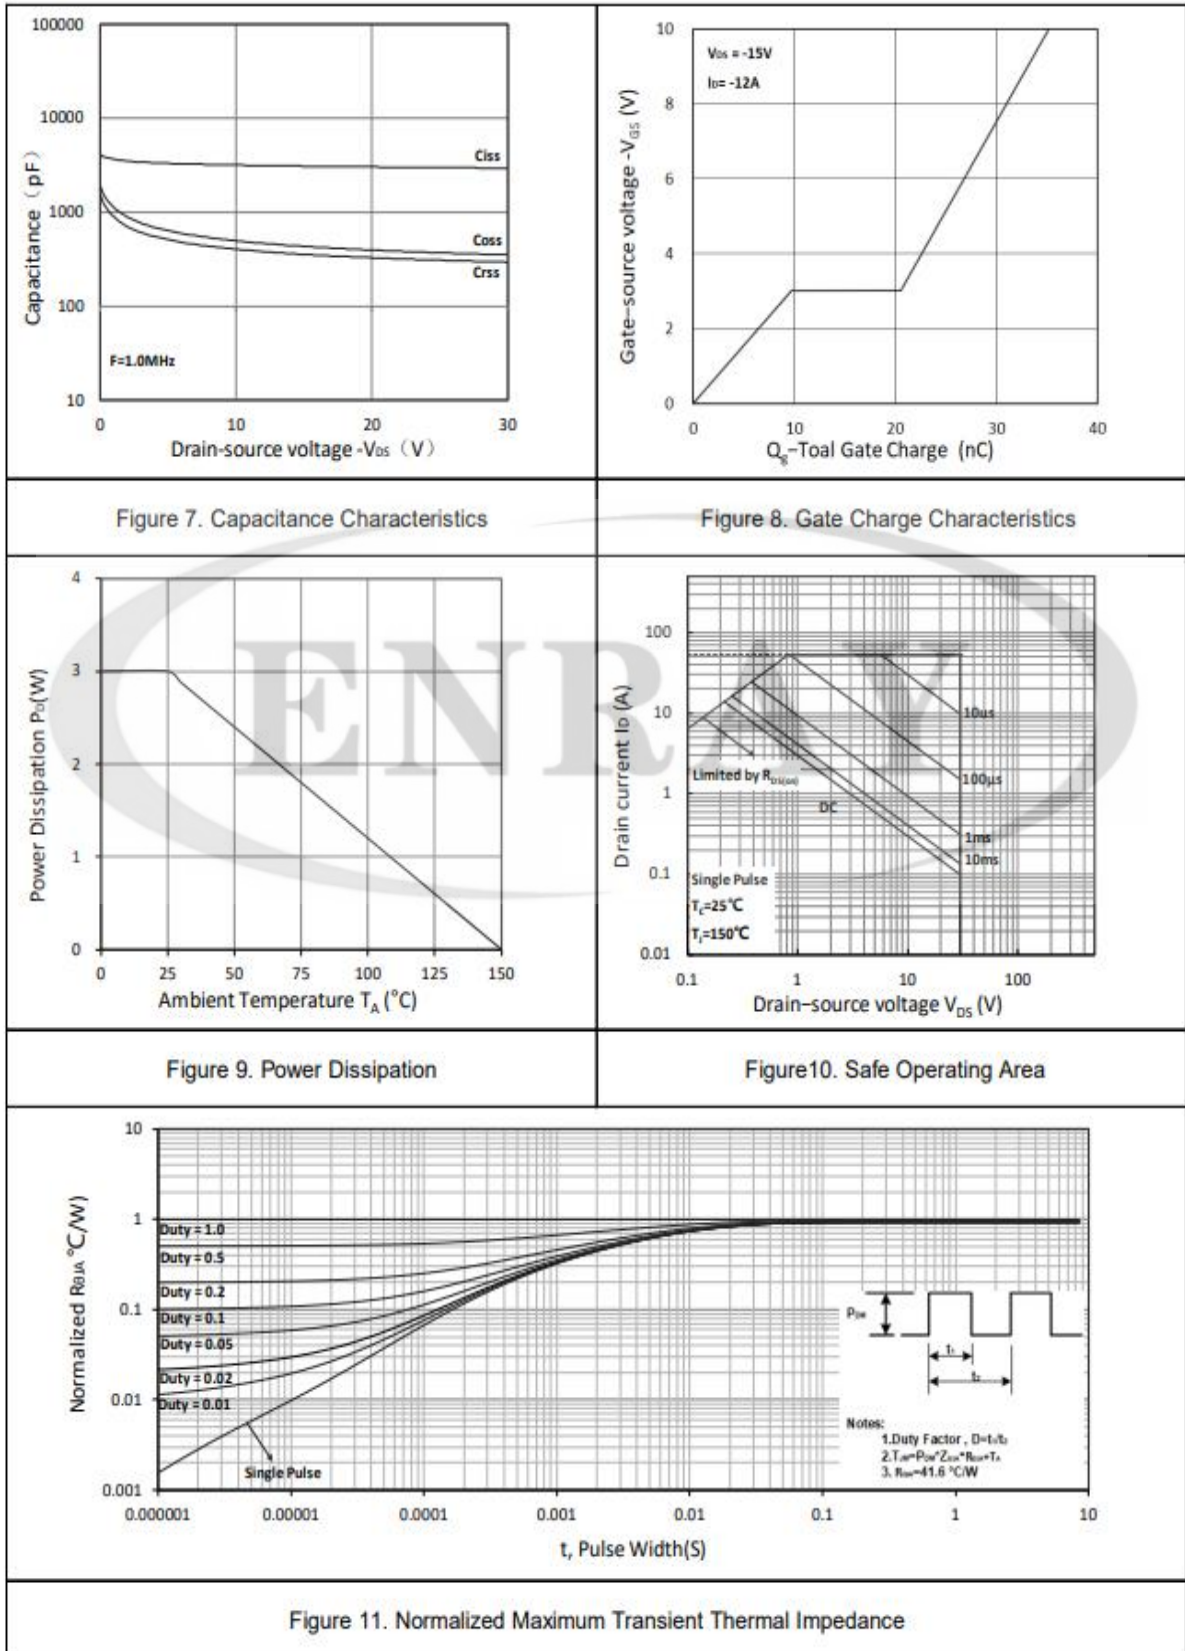 100000
10000
1000
100
10
Capacitance（pF）
Ciss
Coss
Crss
F=1.0MHz
0 10 20 30
Drain-source voltage -VDS（V）
10
8
6
4
2
0
Gate−source voltage -VGS (V)
VDS = -15V
ID= -12A
0 10 20 30 40
Qg−Toal Gate Charge (nC)
Figure 7. Capacitance Characteristics
Figure 8. Gate Charge Characteristics
ENRAY
4
3
2
1
0
Power Dissipation PD(W)
0 25 50 75 100 125 150
Ambient Temperature TA (°C)
100
10
1
0.1
0.01
Drain current ID (A)
10us
100μs
1ms
10ms
Limited by RDS(on)
DC
Single Pulse
TC=25℃
Tj=150℃
0.1 1 10 100
Drain−source voltage VDS (V)
Figure 9. Power Dissipation
Figure10. Safe Operating Area
10
1
0.1
0.01
0.001
Normalized RθJA ℃/W
Duty = 1.0
Duty = 0.5
Duty = 0.2
Duty = 0.1
Duty = 0.05
Duty = 0.02
Duty = 0.01
Single Pulse
PDM
t1
t2
Notes:
1.Duty Factor , D=t1/t2
2.TJM=PDM*ZθJA*RθJA+TA
3. RθJA=41.6 °C/W
0.000001 0.00001 0.0001 0.001 0.01 0.1 1 10
t, Pulse Width(S)
Figure 11. Normalized Maximum Transient Thermal Impedance